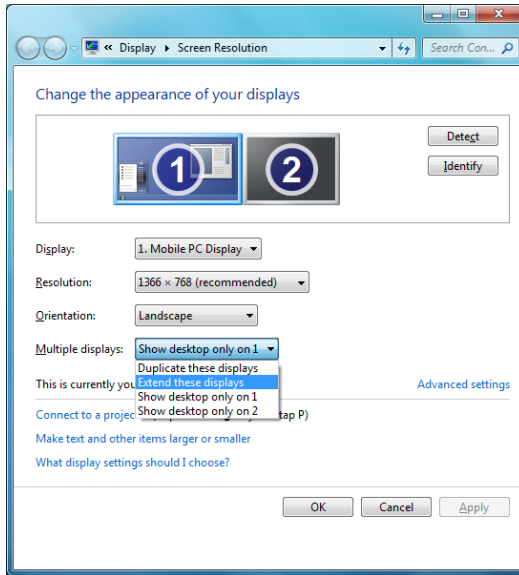 « Display ▸ Screen Resolution
Search Con...
Change the appearance of your displays
1
2
Detect
Identify
Display:
1. Mobile PC Display
Resolution:
1366 × 768 (recommended)
Orientation:
Landscape
Multiple displays:
Show desktop only on 1
Duplicate these displays
This is currently you
Extend these displays
Advanced settings
Show desktop only on 1
Connect to a projec
Show desktop only on 2
tap P)
Make text and other items larger or smaller
What display settings should I choose?
OK
Cancel
Apply